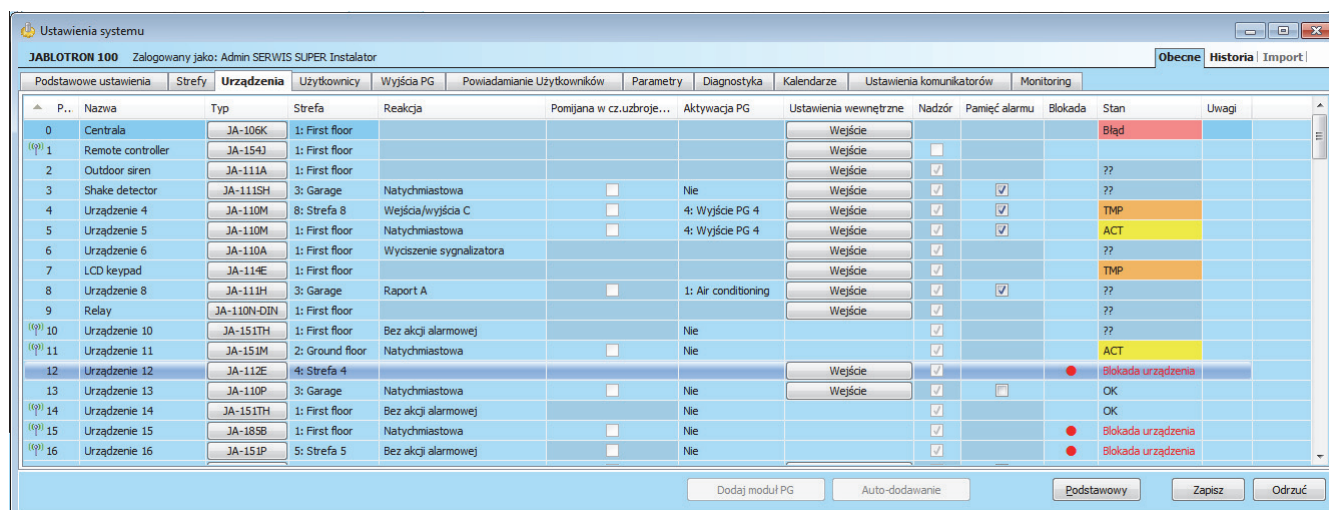 Ustawienia systemu
JABLOTRON 100 Zalogowany jako: Admin SERWIS SUPER Instalator Obecne Historia Import
Podstawowe ustawienia Strefy Urządzenia Użytkownicy Wyjścia PG Powiadamianie Użytkowników Parametry Diagnostyka Kalendarze Ustawienia komunikatorów Monitoring
P... Nazwa Typ Strefa Reakcja Pomijana w cz.uzbroje... Aktywacja PG Ustawienia wewnętrzne Nadzór Pamięć alarmu Blokada Stan Uwagi
0 Centrala JA-106K 1: First floor Wejście Błąd
1 Remote controller JA-154J 1: First floor Wejście
2 Outdoor siren JA-111A 1: First floor Wejście ??
3 Shake detector JA-111SH 3: Garage Natychmiastowa Nie Wejście ??
4 Urządzenie 4 JA-110M 8: Strefa 8 Wejścia/wyjścia C 4: Wyjście PG 4 Wejście TMP
5 Urządzenie 5 JA-110M 1: First floor Natychmiastowa 4: Wyjście PG 4 Wejście ACT
6 Urządzenie 6 JA-110A 1: First floor Wyciszenie sygnalizatora Wejście ??
7 LCD keypad JA-114E 1: First floor Wejście TMP
8 Urządzenie 8 JA-111H 3: Garage Raport A 1: Air conditioning Wejście ??
9 Relay JA-110N-DIN 1: First floor Wejście ??
10 Urządzenie 10 JA-151TH 1: First floor Bez akcji alarmowej Nie ??
11 Urządzenie 11 JA-151M 2: Ground floor Natychmiastowa Nie ACT
12 Urządzenie 12 JA-112E 4: Strefa 4 Wejście Blokada urządzenia
13 Urządzenie 13 JA-110P 3: Garage Natychmiastowa Nie Wejście OK
14 Urządzenie 14 JA-151TH 1: First floor Bez akcji alarmowej Nie OK
15 Urządzenie 15 JA-185B 1: First floor Natychmiastowa Nie Blokada urządzenia
16 Urządzenie 16 JA-151P 5: Strefa 5 Bez akcji alarmowej Nie Blokada urządzenia
Dodaj moduł PG Auto-dodawanie Podstawowy Zapisz Odrzuć